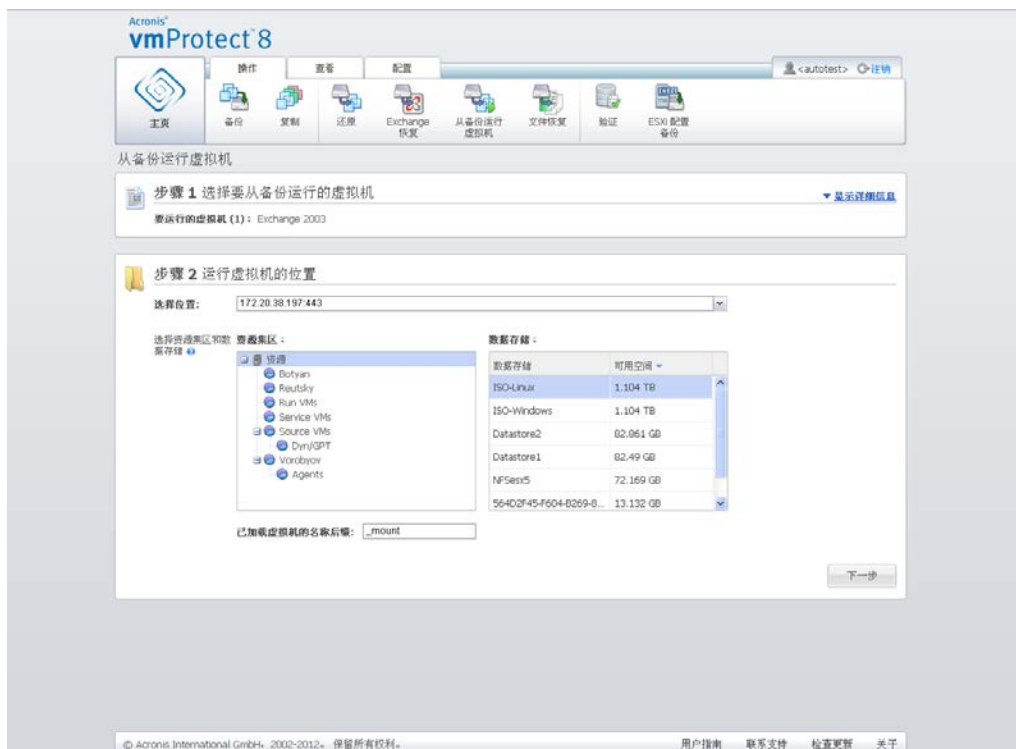 Acronis®
vmProtect 8
操作 查看 配置
<autotest> 注销
主页
备份
复制
还原
Exchange 恢复
从备份运行虚拟机
文件恢复
验证
ESXi 配置备份
从备份运行虚拟机
步骤 1 选择要从备份运行的虚拟机
显示详细信息
要运行的虚拟机 (1)： Exchange 2003
步骤 2 运行虚拟机的位置
选择位置： 172.20.38.197:443
选择资源集区和数据存储
资源集区：
资源
Botyan
Reutsky
Run VMs
Service VMs
Source VMs
Dyn/GPT
Vorobyov
Agents
数据存储：
数据存储 可用空间
ISO-Linux 1.104 TB
ISO-Windows 1.104 TB
Datastore2 82.861 GB
Datastore1 82.49 GB
NFSesx5 72.169 GB
564D2F45-F604-B269-8... 13.132 GB
已加载虚拟机的名称后缀： _mount
下一步
© Acronis International GmbH，2002-2012。 保留所有权利。
用户指南 联系支持 检查更新 关于